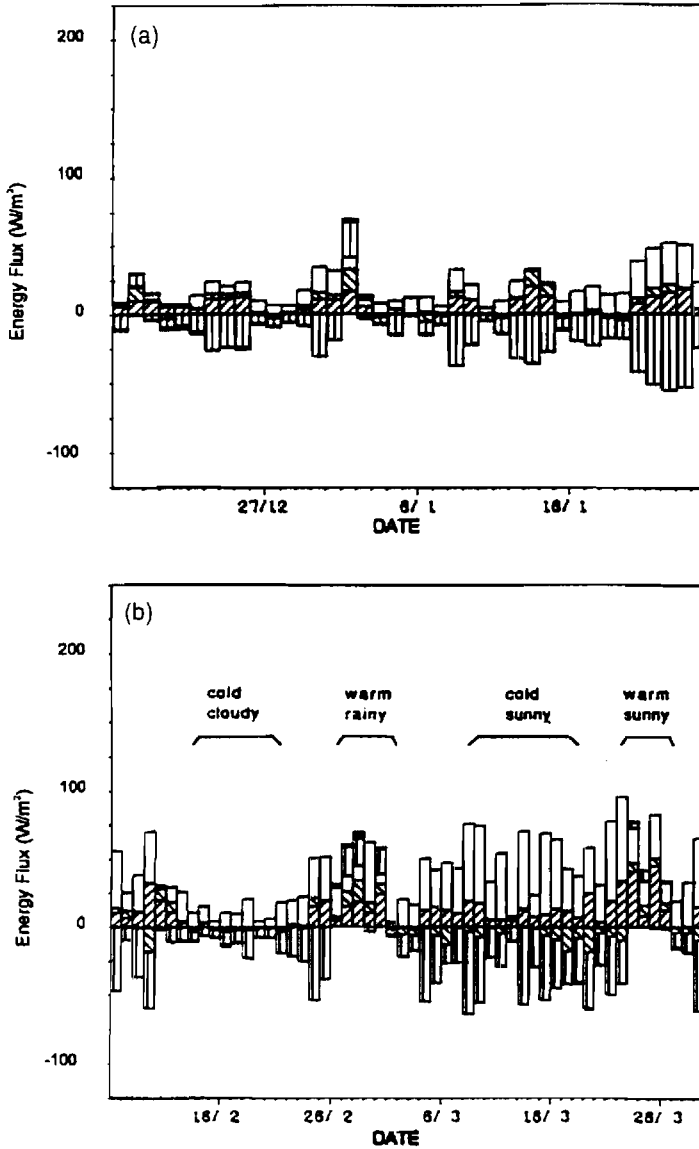 (a)
200
100
0
-100
Energy Flux (W/m²)
27/12
6/ 1
16/ 1
DATE
(b)
200
100
0
-100
Energy Flux (W/m²)
cold
cloudy
warm
rainy
cold
sunny
warm
sunny
16/ 2
26/ 2
6/ 3
16/ 3
26/ 3
DATE